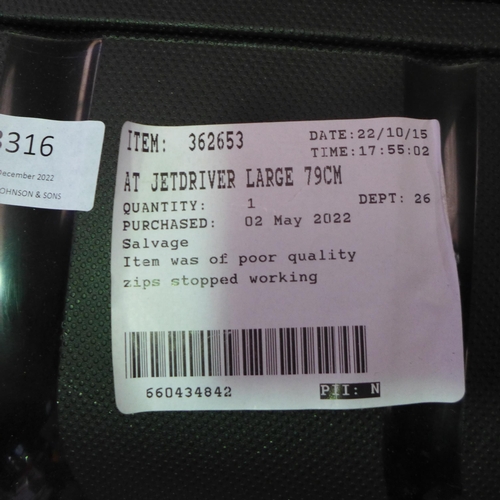 3316
December 2022
JOHNSON & SONS
ITEM: 362653
DATE:22/10/15
TIME:17:55:02
AT JETDRIVER LARGE 79CM
QUANTITY: 1 DEPT: 26
PURCHASED: 02 May 2022
Salvage
Item was of poor quality
zips stopped working
660434842 PII: N